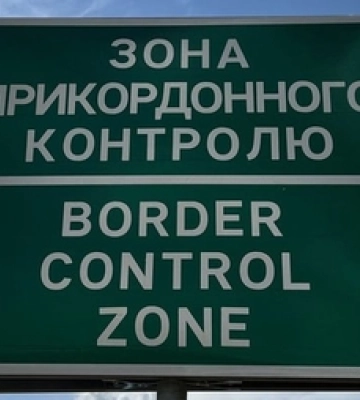 ЗОНА
ПРИКОРДОННОГО
КОНТРОЛЮ
BORDER
CONTROL
ZONE